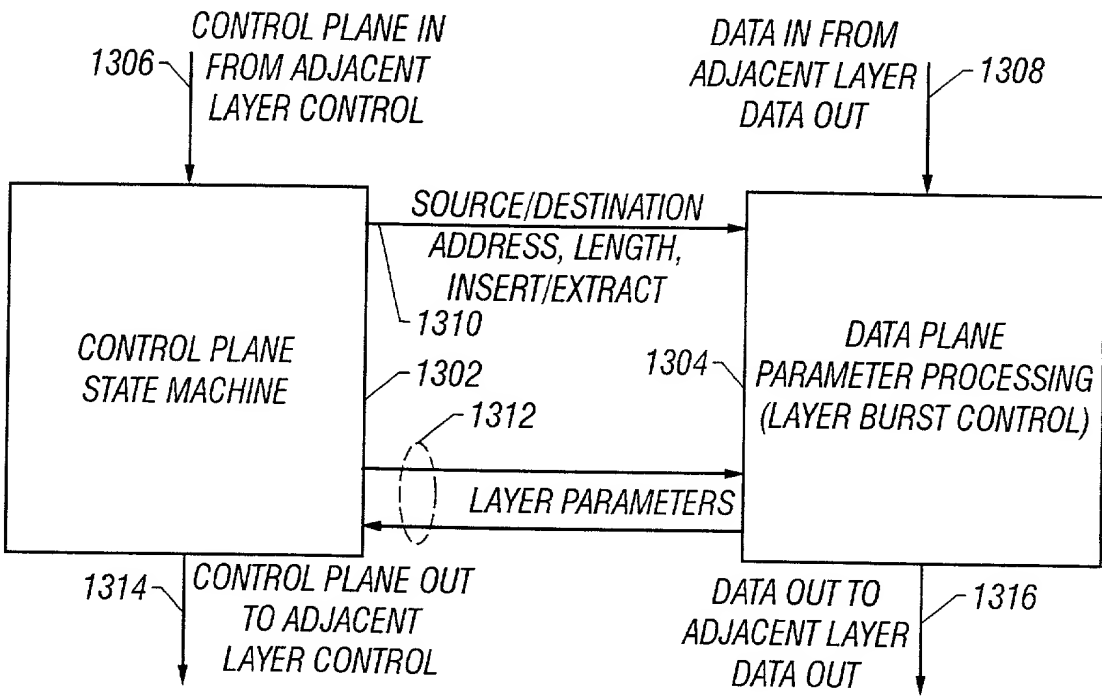 CONTROL PLANE IN
FROM ADJACENT
LAYER CONTROL
1306
DATA IN FROM
ADJACENT LAYER
DATA OUT
1308
SOURCE/DESTINATION
ADDRESS, LENGTH,
INSERT/EXTRACT
1310
CONTROL PLANE
STATE MACHINE
1302
1304
DATA PLANE
PARAMETER PROCESSING
(LAYER BURST CONTROL)
1312
LAYER PARAMETERS
1314
CONTROL PLANE OUT
TO ADJACENT
LAYER CONTROL
DATA OUT TO
ADJACENT LAYER
DATA OUT
1316